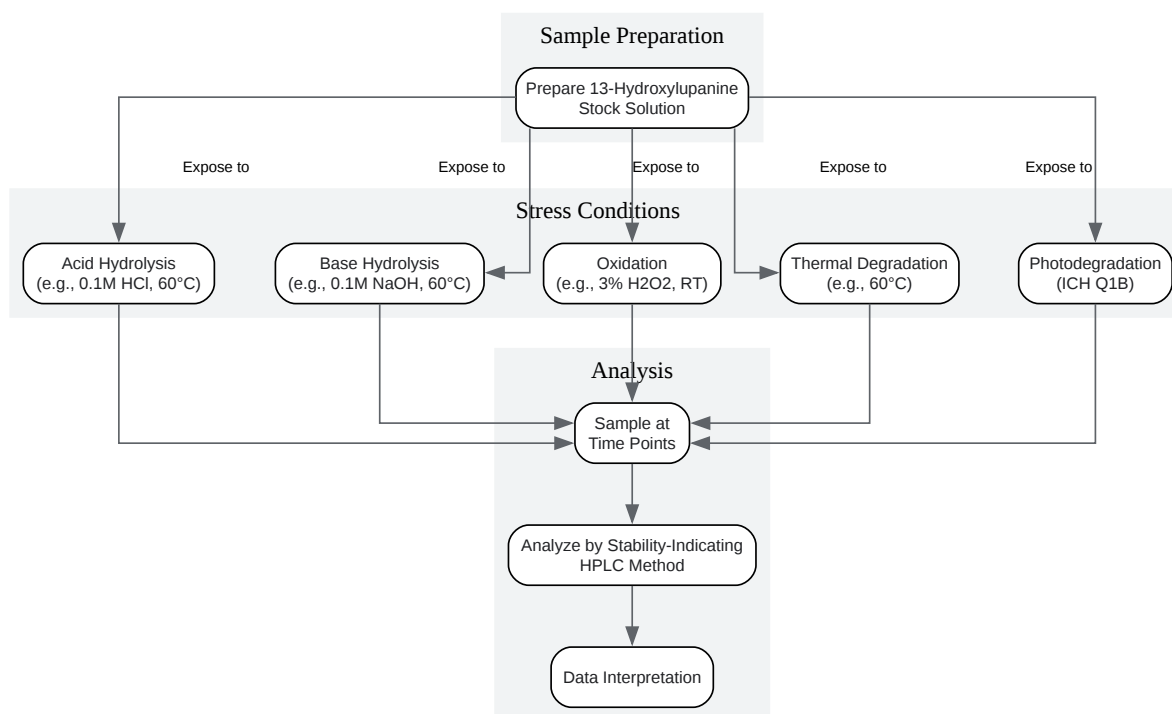 Sample Preparation
Prepare 13-Hydroxylupanine
Stock Solution
Expose to
Expose to
Expose to
Expose to
Expose to
Stress Conditions
Acid Hydrolysis
(e.g., 0.1M HCl, 60°C)
Base Hydrolysis
(e.g., 0.1M NaOH, 60°C)
Oxidation
(e.g., 3% H2O2, RT)
Thermal Degradation
(e.g., 60°C)
Photodegradation
(ICH Q1B)
Analysis
Sample at
Time Points
Analyze by Stability-Indicating
HPLC Method
Data Interpretation